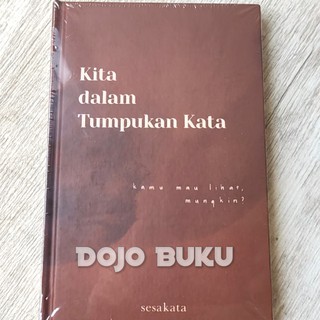 Kita
dalam
Tumpukan Kata
kamu mau lihat,
mungkin?
DOJO BUKU
sesakata